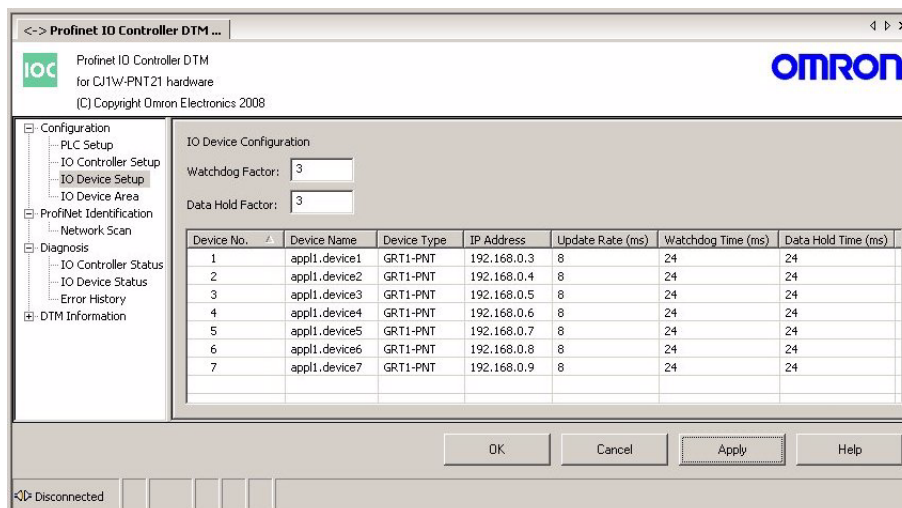 <-> Profinet IO Controller DTM ...
IOC
Profinet IO Controller DTM
for CJ1W-PNT21 hardware
(C) Copyright Omron Electronics 2008
OMRON
Configuration
PLC Setup
IO Controller Setup
IO Device Setup
IO Device Area
ProfiNet Identification
Network Scan
Diagnosis
IO Controller Status
IO Device Status
Error History
DTM Information
IO Device Configuration
Watchdog Factor: 3
Data Hold Factor: 3
Device No. Device Name Device Type IP Address Update Rate (ms) Watchdog Time (ms) Data Hold Time (ms)
1 appl1.device1 GRT1-PNT 192.168.0.3 8 24 24
2 appl1.device2 GRT1-PNT 192.168.0.4 8 24 24
3 appl1.device3 GRT1-PNT 192.168.0.5 8 24 24
4 appl1.device4 GRT1-PNT 192.168.0.6 8 24 24
5 appl1.device5 GRT1-PNT 192.168.0.7 8 24 24
6 appl1.device6 GRT1-PNT 192.168.0.8 8 24 24
7 appl1.device7 GRT1-PNT 192.168.0.9 8 24 24
OK Cancel Apply Help
Disconnected